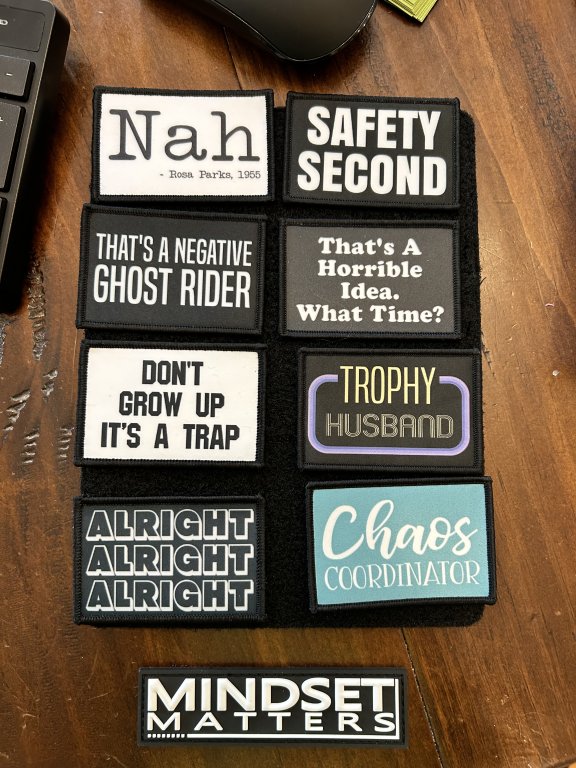 Nah
- Rosa Parks, 1955
SAFETY
SECOND
THAT'S A NEGATIVE
GHOST RIDER
That's A
Horrible
Idea.
What Time?
DON'T
GROW UP
IT'S A TRAP
TROPHY
HUSBAND
ALRIGHT
ALRIGHT
ALRIGHT
Chaos
COORDINATOR
MINDSET
MATTERS